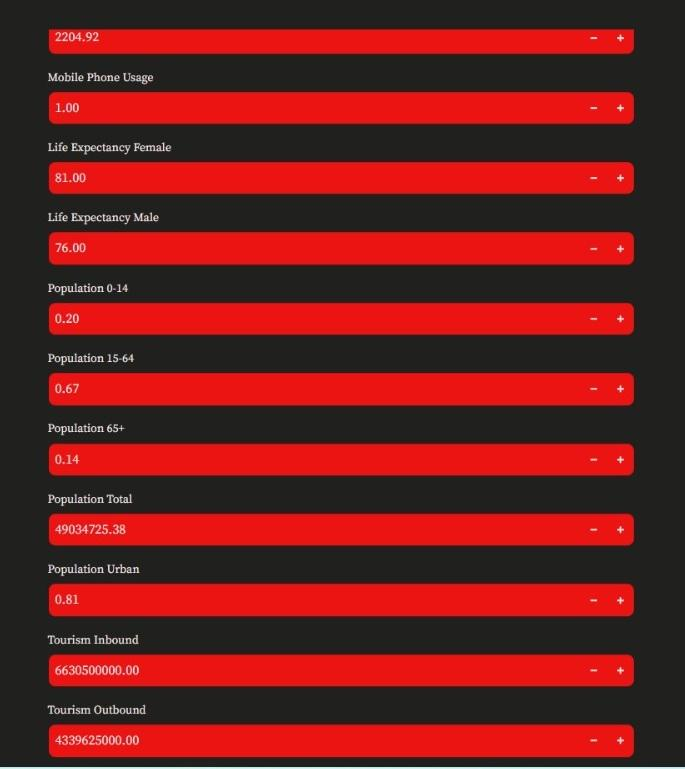 2204.92 − +
Mobile Phone Usage
1.00 − +
Life Expectancy Female
81.00 − +
Life Expectancy Male
76.00 − +
Population 0-14
0.20 − +
Population 15-64
0.67 − +
Population 65+
0.14 − +
Population Total
49034725.38 − +
Population Urban
0.81 − +
Tourism Inbound
6630500000.00 − +
Tourism Outbound
4339625000.00 − +